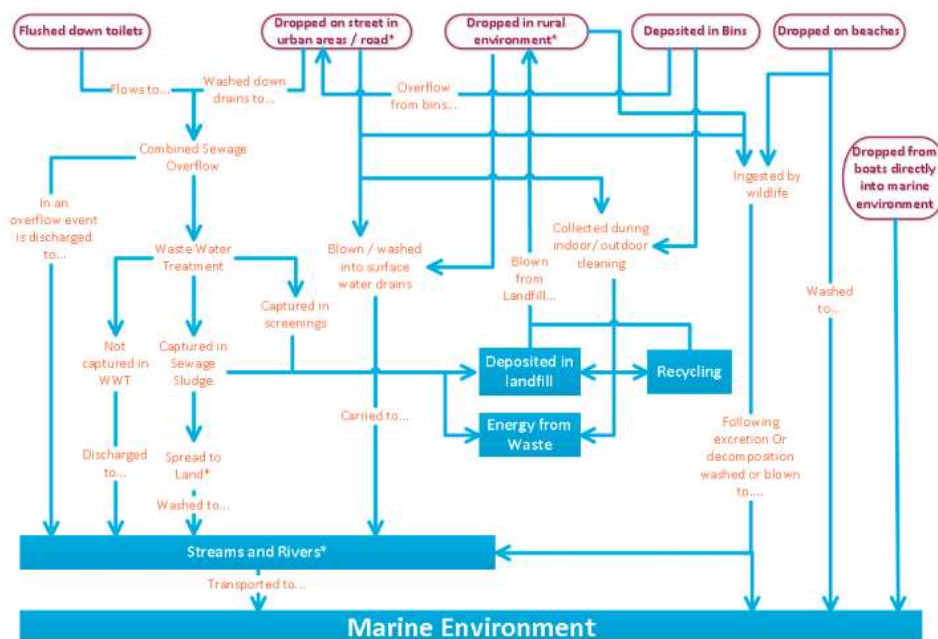 Flushed down toilets
Dropped on street in
urban areas / road*
Dropped in rural
environment*
Deposited in Bins
Dropped on beaches
Flows to...
Washed down
drains to...
Overflow
from bins...
Combined Sewage
Overflow
Dropped from
boats directly
into marine
environment
Ingested by
wildlife
In an
overflow event
is discharged
to...
Waste Water
Treatment
Blown / washed
into surface
water drains
Blown
from
Landfill...
Collected during
indoor/outdoor
cleaning
Captured in
screenings
Washed
to...
Not
captured in
WWT
Captured in
Sewage
Sludge
Deposited in
landfill
Recycling
Carried to...
Energy from
Waste
Following
excretion Or
decomposition
washed or blown
to....
Discharged
to...
Spread to
Land*
Washed to...
Streams and Rivers*
Transported to...
Marine Environment